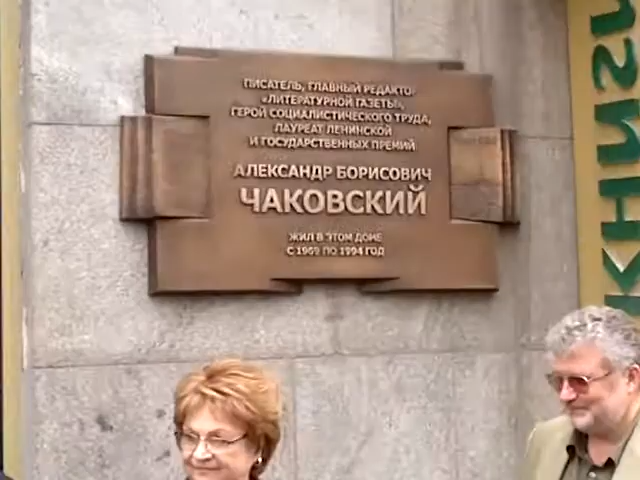 ПИСАТЕЛЬ, ГЛАВНЫЙ РЕДАКТОР
«ЛИТЕРАТУРНОЙ ГАЗЕТЫ»,
ГЕРОЙ СОЦИАЛИСТИЧЕСКОГО ТРУДА,
ЛАУРЕАТ ЛЕНИНСКОЙ
И ГОСУДАРСТВЕННЫХ ПРЕМИЙ
АЛЕКСАНДР БОРИСОВИЧ
ЧАКОВСКИЙ
ЖИЛ В ЭТОМ ДОМЕ
С 1969 ПО 1994 ГОД